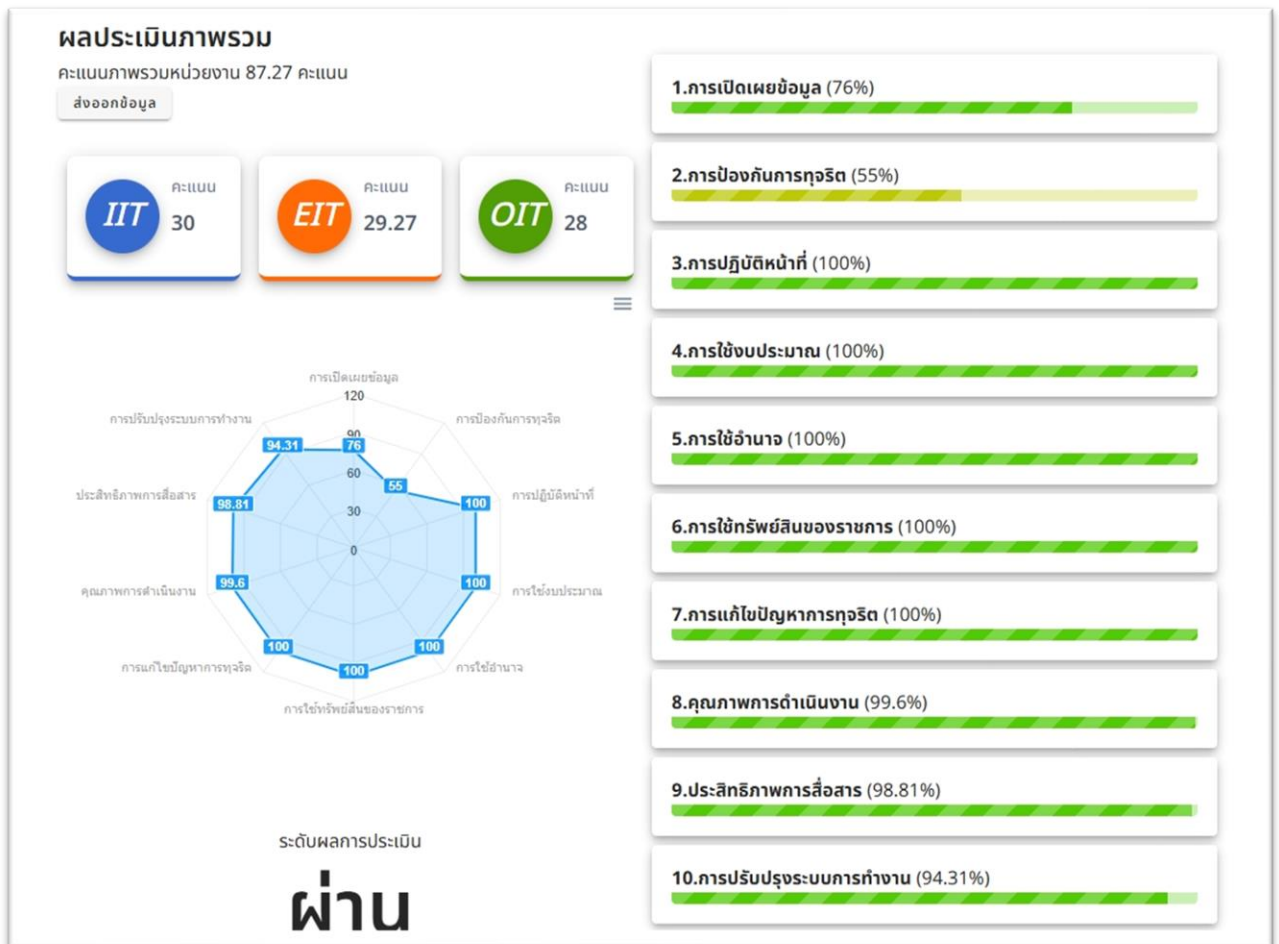 ผลประเมินภาพรวม
คะแนนภาพรวมหน่วยงาน 87.27 คะแนน
ส่งออกข้อมูล
IIT
คะแนน
30
EIT
คะแนน
29.27
OIT
คะแนน
28
การเปิดเผยข้อมูล
120
การปรับปรุงระบบการทำงาน
การป้องกันการทุจริต
94.31
90
76
60
55
ประสิทธิภาพการสื่อสาร
98.81
100
การปฏิบัติหน้าที่
30
0
คุณภาพการดำเนินงาน
99.6
100
การใช้งบประมาณ
100
100
การแก้ไขปัญหาการทุจริต
100
การใช้อำนาจ
การใช้ทรัพย์สินของราชการ
ระดับผลการประเมิน
ผ่าน
1.การเปิดเผยข้อมูล (76%)
2.การป้องกันการทุจริต (55%)
3.การปฏิบัติหน้าที่ (100%)
4.การใช้งบประมาณ (100%)
5.การใช้อำนาจ (100%)
6.การใช้ทรัพย์สินของราชการ (100%)
7.การแก้ไขปัญหาการทุจริต (100%)
8.คุณภาพการดำเนินงาน (99.6%)
9.ประสิทธิภาพการสื่อสาร (98.81%)
10.การปรับปรุงระบบการทำงาน (94.31%)